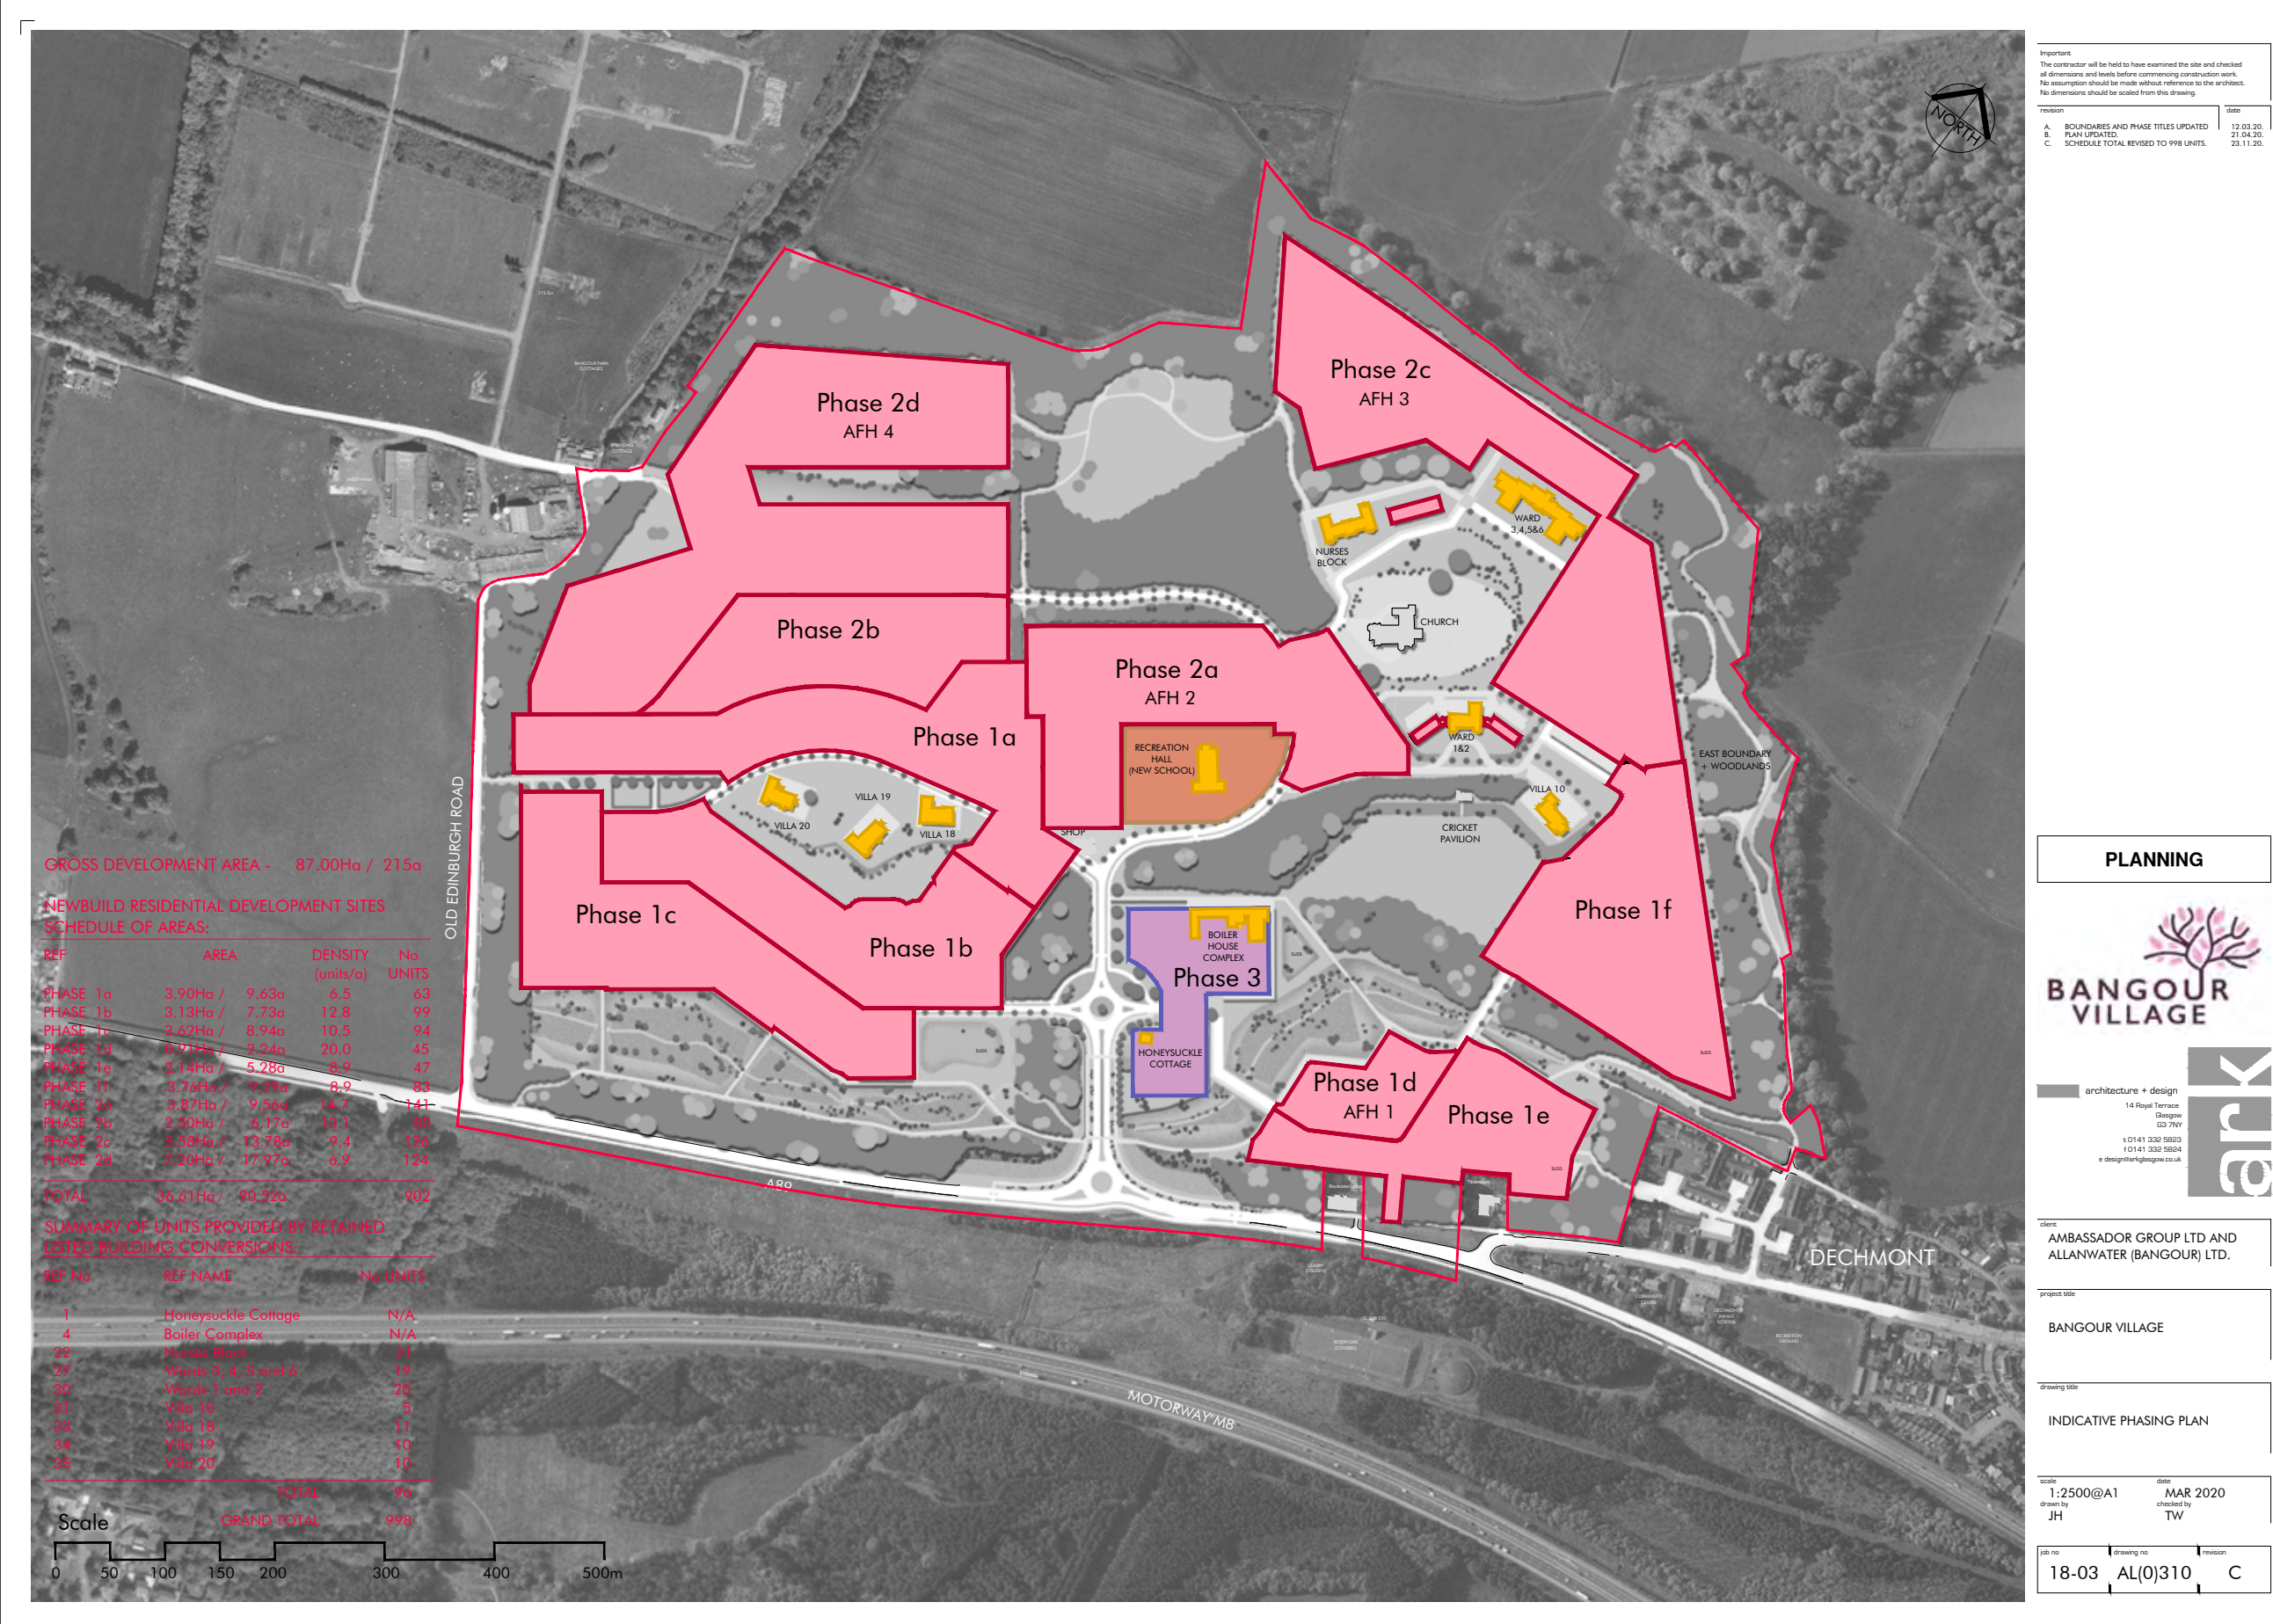 Important
The contractor will be held to have examined the site and checked
all dimensions and levels before commencing construction work.
No assumption should be made without reference to the architect.
No dimensions should be scaled from this drawing.
revision date
A. BOUNDARIES AND PHASE TITLES UPDATED 12.03.20.
B. PLAN UPDATED. 21.04.20.
C. SCHEDULE TOTAL REVISED TO 998 UNITS. 23.11.20.
NORTH
Phase 2c
AFH 3
Phase 2d
AFH 4
NURSES
BLOCK
WARD
3,4,5&6
CHURCH
Phase 2b
Phase 2a
AFH 2
Phase 1a
RECREATION
HALL
(NEW SCHOOL)
WARD
1&2
EAST BOUNDARY
+ WOODLANDS
VILLA 19
VILLA 20
VILLA 18
SHOP
VILLA 10
CRICKET
PAVILION
OLD EDINBURGH ROAD
Phase 1c
Phase 1b
Phase 1f
BOILER
HOUSE
COMPLEX
Phase 3
SUDS
SUDS
SUDS
HONEYSUCKLE
COTTAGE
Phase 1d
AFH 1
Phase 1e
SUDS
A89
DECHMONT
MOTORWAY M8
GROSS DEVELOPMENT AREA - 87.00Ha / 215a
NEWBUILD RESIDENTIAL DEVELOPMENT SITES
SCHEDULE OF AREAS:
REF AREA DENSITY No
(units/a) UNITS
PHASE 1a 3.90Ha / 9.63a 6.5 63
PHASE 1b 3.13Ha / 7.73a 12.8 99
PHASE 1c 3.62Ha / 8.94a 10.5 94
PHASE 1d 0.91Ha / 2.24a 20.0 45
PHASE 1e 2.14Ha / 5.28a 8.9 47
PHASE 1f 3.76Ha / 9.29a 8.9 83
PHASE 2a 3.87Ha / 9.56a 14.7 141
PHASE 2b 2.50Ha / 6.17a 13.1 80
PHASE 2c 5.58Ha / 13.78a 9.4 126
PHASE 2d 7.20Ha / 17.97a 6.9 124
TOTAL 36.61Ha / 90.52a 902
SUMMARY OF UNITS PROVIDED BY RETAINED
LISTED BUILDING CONVERSIONS:
REF No REF NAME No UNITS
1 Honeysuckle Cottage N/A
4 Boiler Complex N/A
22 Nurses Block 21
27 Wards 3, 4, 5 and 6 19
30 Wards 1 and 2 20
31 Villa 10 5
33 Villa 18 11
34 Villa 19 10
35 Villa 20 10
TOTAL 96
GRAND TOTAL 998
Scale
0 50 100 150 200 300 400 500m
PLANNING
BANGOUR
VILLAGE
ark
architecture + design
14 Royal Terrace
Glasgow
G3 7NY
t 0141 332 5823
f 0141 332 5824
e design@arkglasgow.co.uk
client
AMBASSADOR GROUP LTD AND
ALLANWATER (BANGOUR) LTD.
project title
BANGOUR VILLAGE
drawing title
INDICATIVE PHASING PLAN
scale date
1:2500@A1 MAR 2020
drawn by checked by
JH TW
job no drawing no revision
18-03 AL(0)310 C